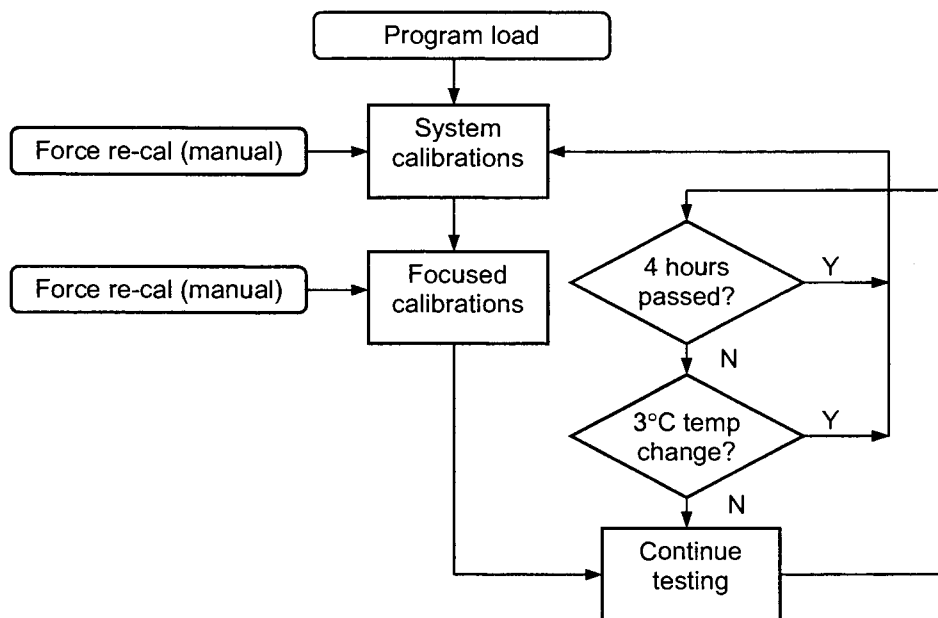 Program load
System
calibrations
Force re-cal (manual)
Focused
calibrations
Force re-cal (manual)
4 hours
passed?
Y
N
3°C temp
change?
Y
N
Continue
testing